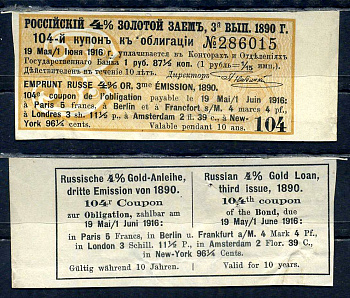 РОССІЙСКІЙ 4% ЗОЛОТОЙ ЗАЕМЪ, 3й ВЫП. 1890 Г.
104-й купонъ къ облигаціи №286015
19 Мая/1 Іюня 1916 г. уплачивается въ Конторахъ и Отдѣленіяхъ
Государственнаго Банка 1 руб. 87½ коп. (1 рубль = 1/15 имп.).
Дѣйствителенъ въ теченіе 10 лѣтъ. Директоръ
EMPRUNT RUSSE 4% OR, 3me ÉMISSION, 1890.
104e coupon de l'obligation payable le 19 Mai/1 Juin 1916:
à Paris 5 francs, à Berlin et à Francfort s/M. 4 mark 4 pf.,
à Londres 3 sh. 11½ p., à Amsterdam 2 fl. 39 c., à New-
York 96¼ cents. Valable pendant 10 ans. 104
Russische 4% Gold-Anleihe,
dritte Emission von 1890.
104r Coupon
zur Obligation, zahlbar am
19 Mai/1 Juni 1916:
Russian 4% Gold Loan,
third issue, 1890.
104th coupon
of the Bond, due
19 May/1 June 1916:
in Paris 5 Francs, in Berlin u. Frankfurt a/M. 4 Mark 4 Pf.,
in London 3 Schill. 11½ P., in Amsterdam 2 Flor. 39 C.,
in New-York 96¼ Cents.
Gültig während 10 Jahren. Valid for 10 years.